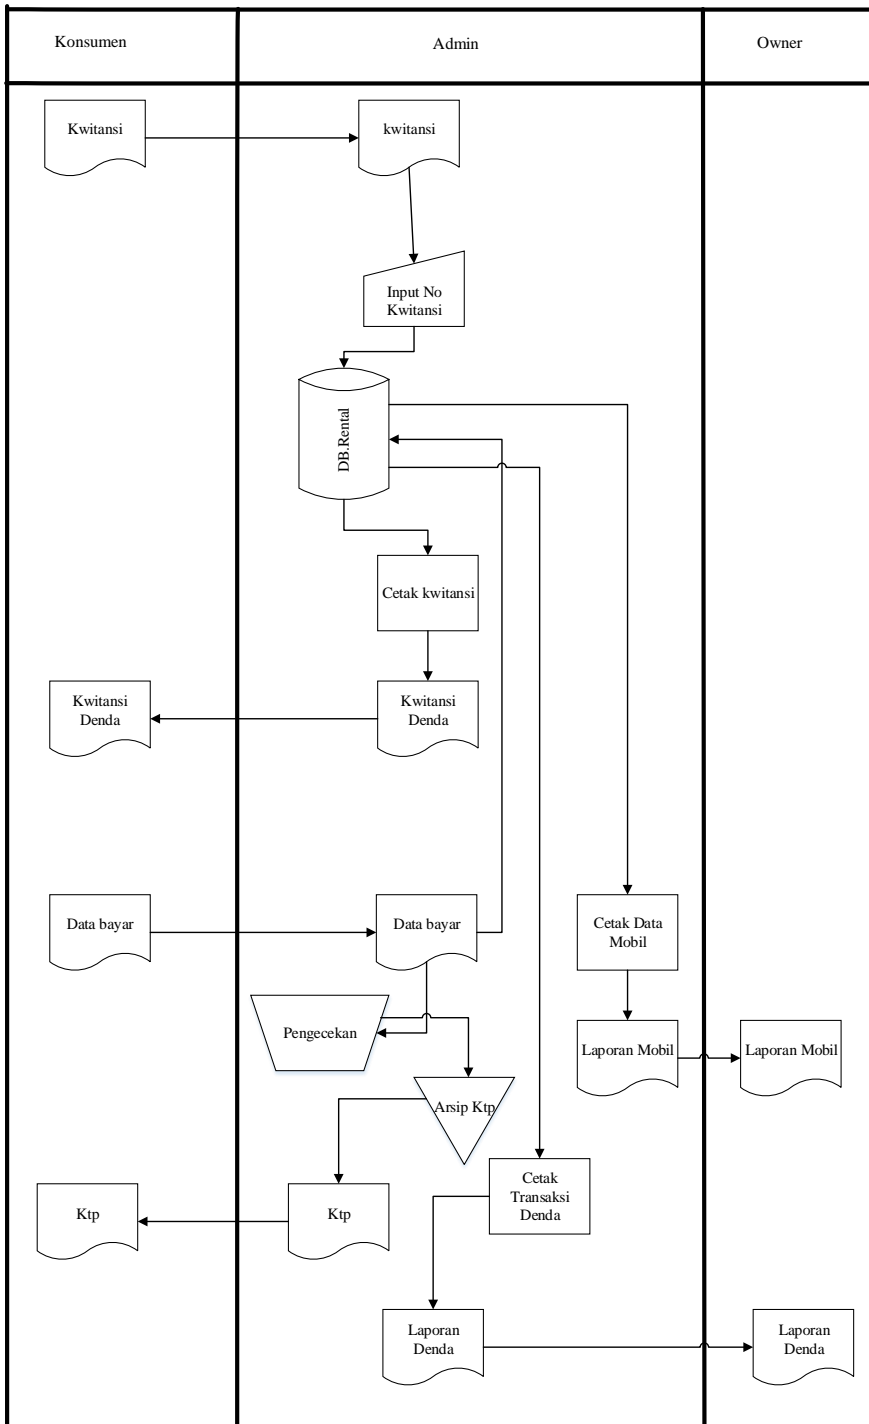 Konsumen
Admin
Owner
Kwitansi
kwitansi
Input No
Kwitansi
DB.Rental
Cetak kwitansi
Kwitansi
Denda
Kwitansi
Denda
Data bayar
Data bayar
Cetak Data
Mobil
Pengecekan
Laporan Mobil
Laporan Mobil
Arsip Ktp
Cetak
Transaksi
Denda
Ktp
Ktp
Laporan
Denda
Laporan
Denda